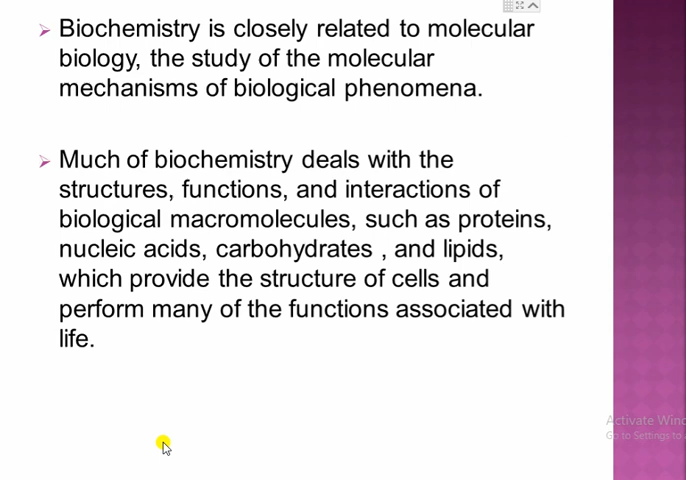 Biochemistry is closely related to molecular
biology, the study of the molecular
mechanisms of biological phenomena.
Much of biochemistry deals with the
structures, functions, and interactions of
biological macromolecules, such as proteins,
nucleic acids, carbohydrates , and lipids,
which provide the structure of cells and
perform many of the functions associated with
life.
Activate Wind
Go to Settings to